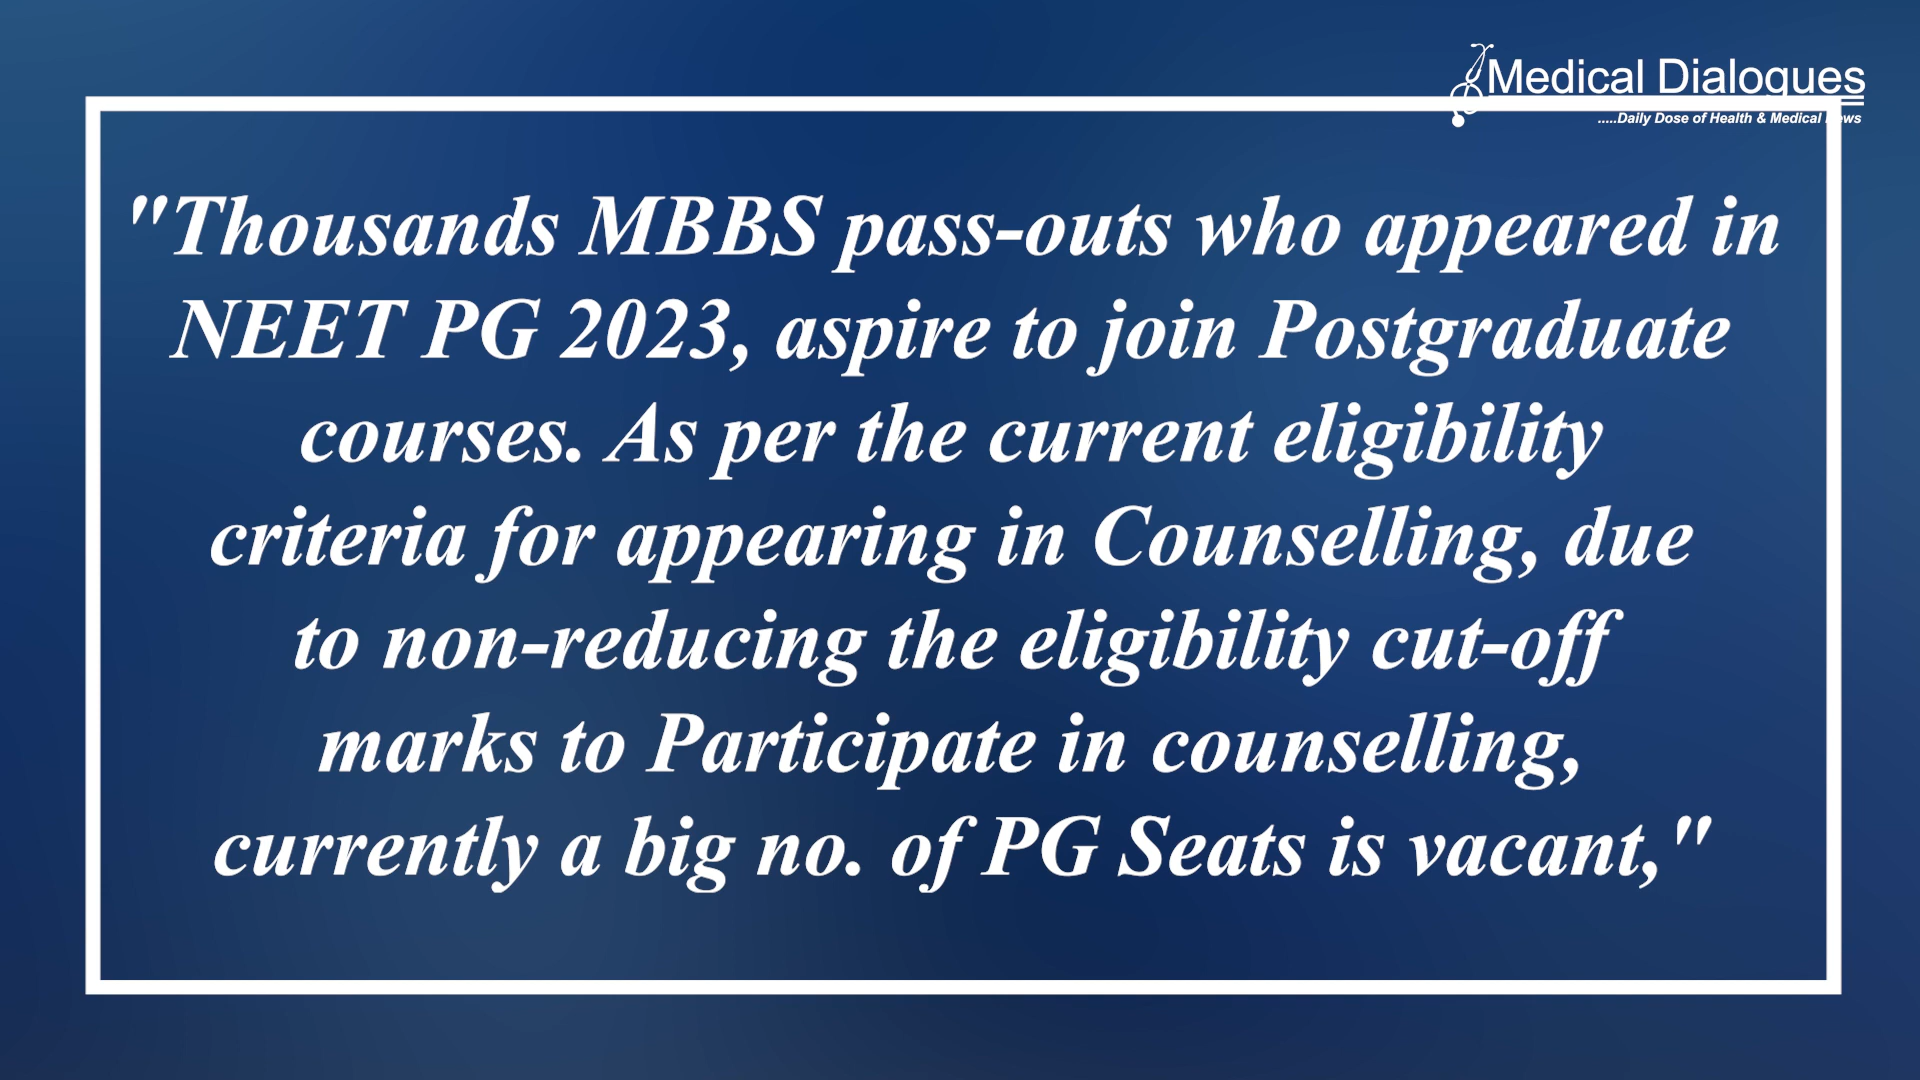 Medical Dialogues
.....Daily Dose of Health & Medical News
"Thousands MBBS pass-outs who appeared in
NEET PG 2023, aspire to join Postgraduate
courses. As per the current eligibility
criteria for appearing in Counselling, due
to non-reducing the eligibility cut-off
marks to Participate in counselling,
currently a big no. of PG Seats is vacant,"